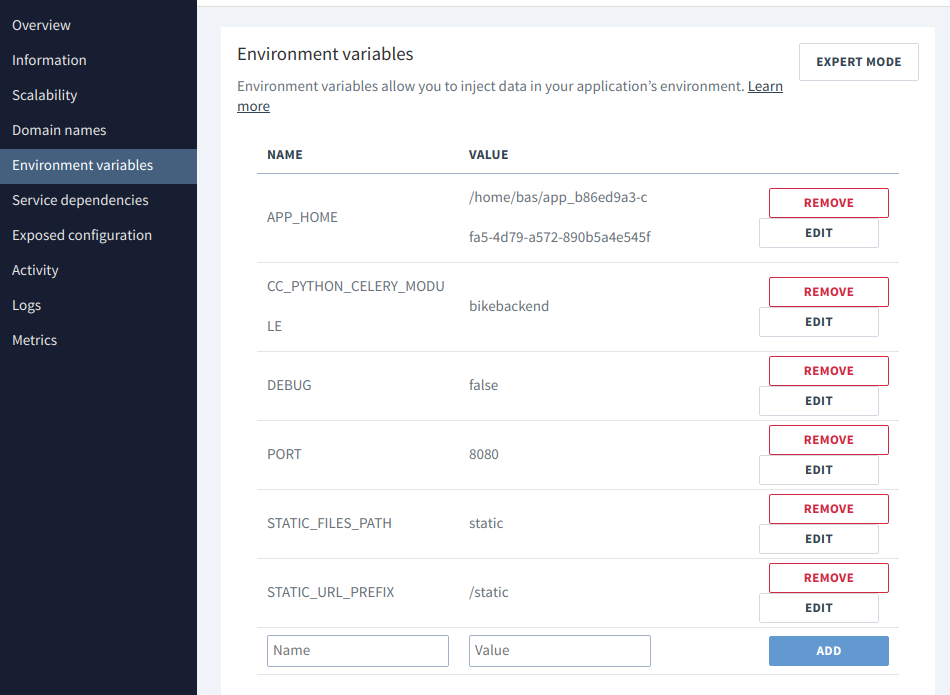 Overview
Information
Scalability
Domain names
Environment variables
Service dependencies
Exposed configuration
Activity
Logs
Metrics
Environment variables
EXPERT MODE
Environment variables allow you to inject data in your application’s environment. Learn
more
NAME VALUE
APP_HOME
/home/bas/app_b86ed9a3-c
fa5-4d79-a572-890b5a4e545f
REMOVE
EDIT
CC_PYTHON_CELERY_MODU
LE
bikebackend
REMOVE
EDIT
DEBUG
false
REMOVE
EDIT
PORT
8080
REMOVE
EDIT
STATIC_FILES_PATH
static
REMOVE
EDIT
STATIC_URL_PREFIX
/static
REMOVE
EDIT
Name Value ADD